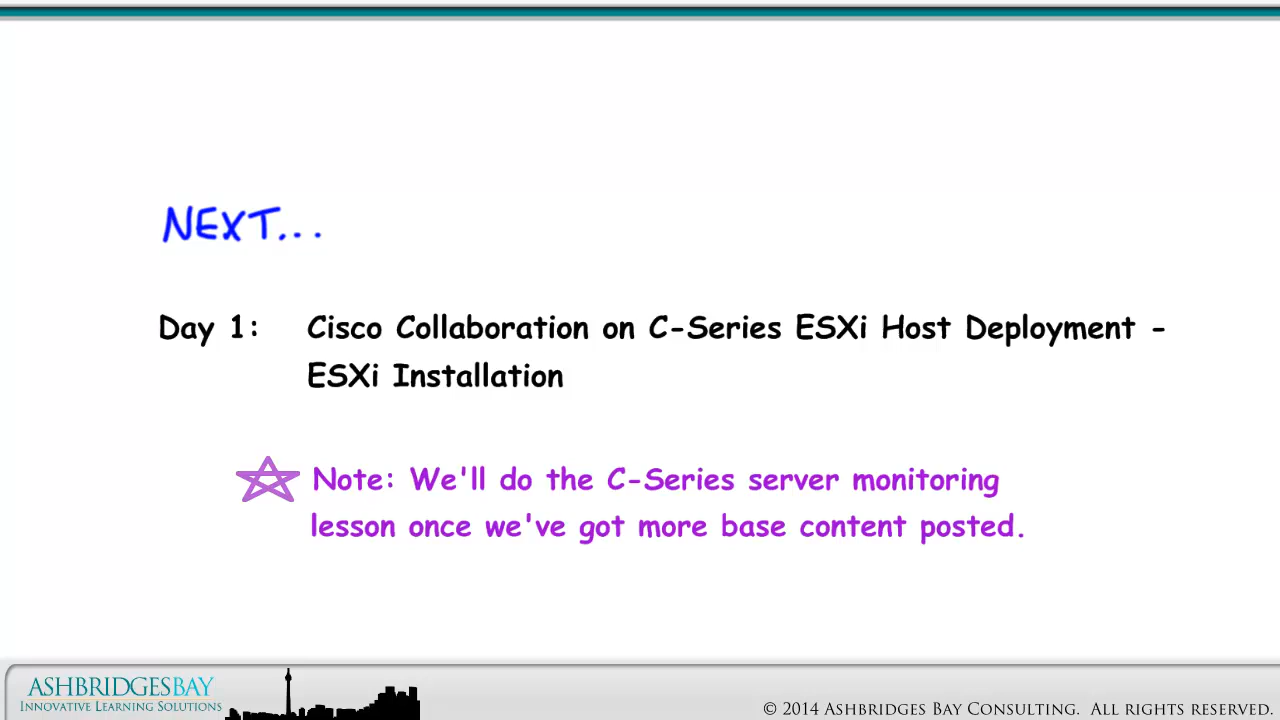 NEXT...
Day 1: Cisco Collaboration on C-Series ESXi Host Deployment -
ESXi Installation
Note: We'll do the C-Series server monitoring
lesson once we've got more base content posted.
ASHBRIDGESBAY
INNOVATIVE LEARNING SOLUTIONS
© 2014 ASHBRIDGES BAY CONSULTING. ALL RIGHTS RESERVED.